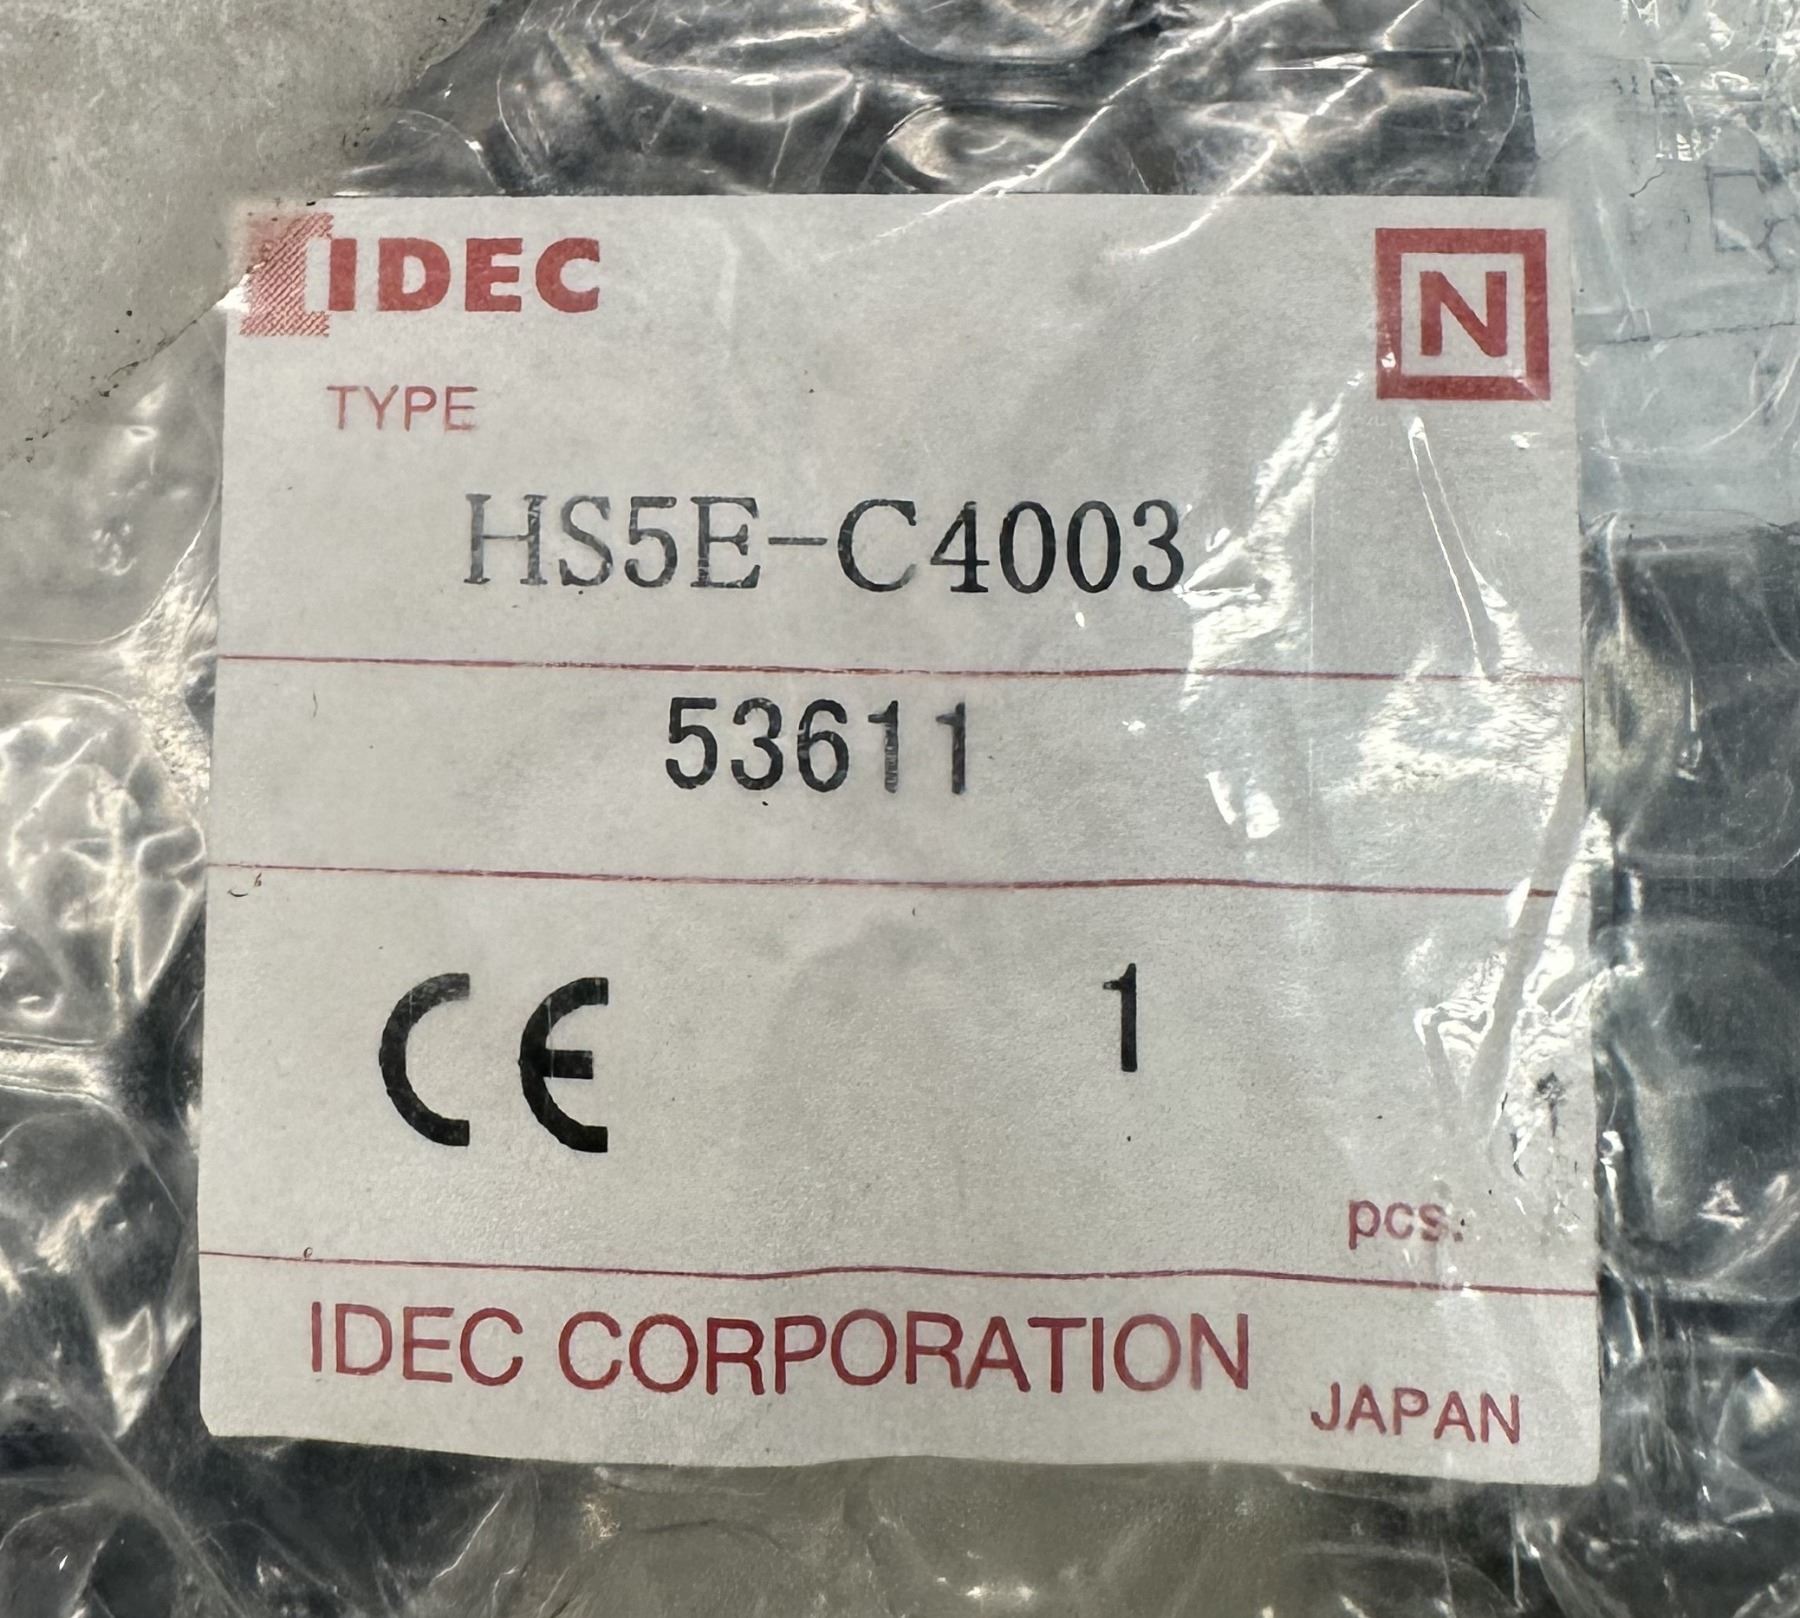 IDEC
N
TYPE
HS5E-C4003
53611
CE
1
pcs.
IDEC CORPORATION
JAPAN